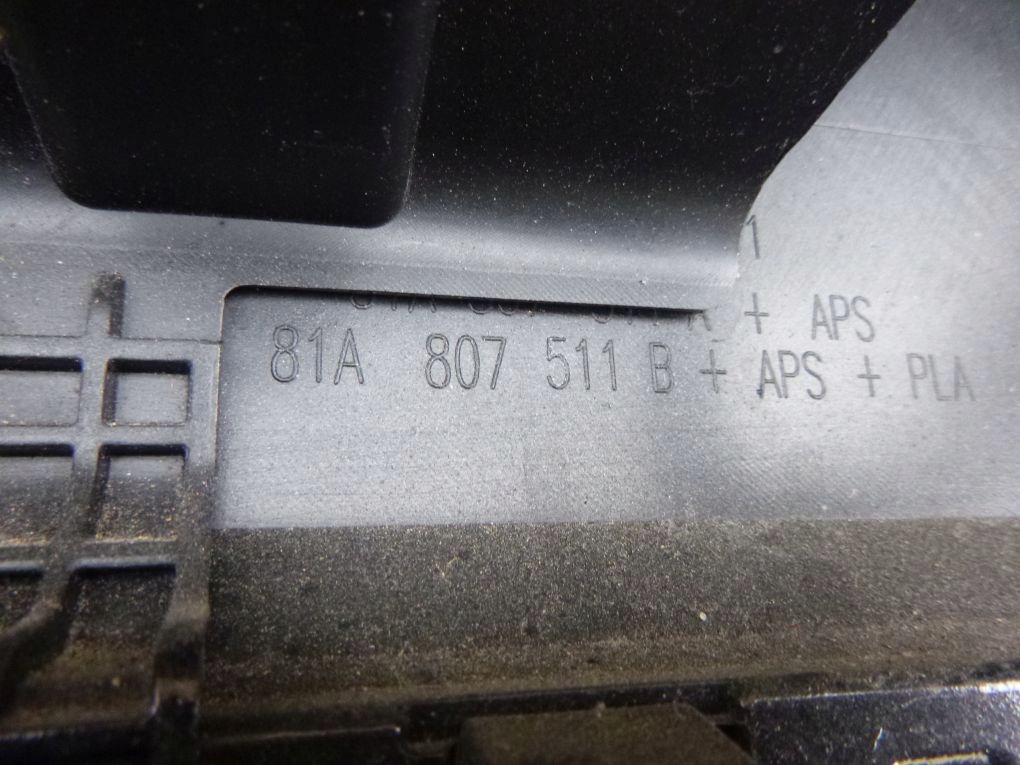 1
+ APS
81A 807 511 B + APS + PLA